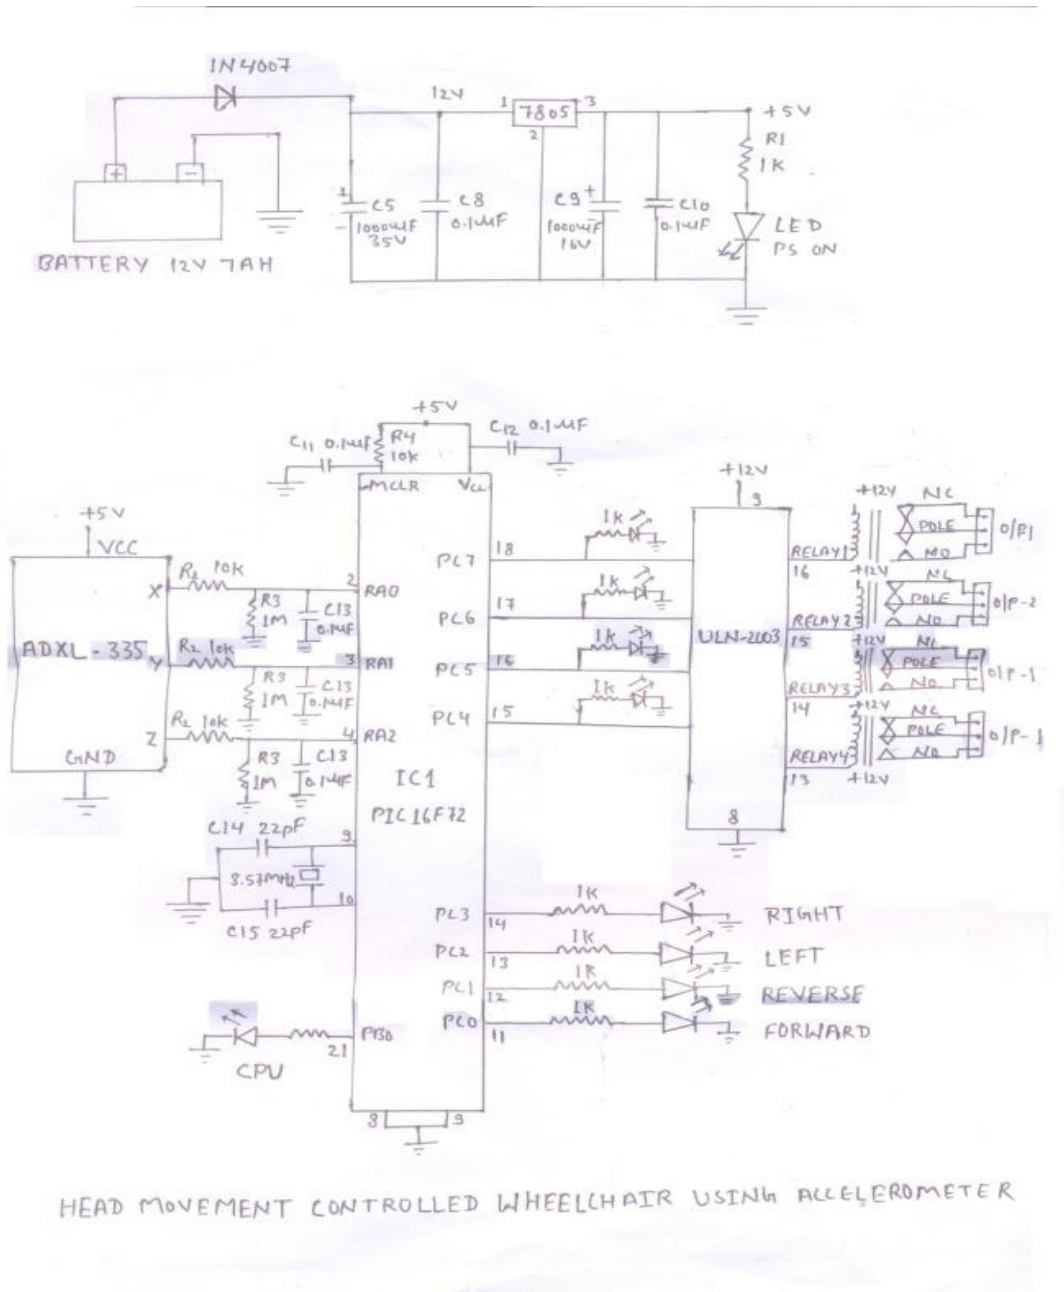 1N4007
12V
1 7805 3
2
+5V
R1
1K
+ -
C5
1000uF
35V
C8
0.1uF
C9
1000uF
16V
C10
0.1uF
LED
PS ON
BATTERY 12V 7AH
+5V
C11 0.1uF
R4
10K
C12 0.1uF
MCLR VCC
+5V
VCC
ADXL-335
X
Y
Z
GND
R2 10K
R3
1M
C13
0.1uF
2 RA0
R2 10K
R3
1M
C13
0.1uF
3 RA1
R2 10K
R3
1M
C13
0.1uF
4 RA2
IC1
PIC16F72
C14 22pF
9
3.57MHz
10
C15 22pF
PB0
21
CPU
8 9
PC7 18
1K
PC6 17
1K
PC5 16
1K
PC4 15
1K
+12V
9
ULN-2003
8
RELAY1
16
+12V
NC
POLE
NO
O/P1
RELAY2
15
+12V
NC
POLE
NO
O/P-2
RELAY3
14
+12V
NC
POLE
NO
O/P-1
RELAY4
13
+12V
NC
POLE
NO
O/P-1
+12V
PC3 14
1K
RIGHT
PC2 13
1K
LEFT
PC1 12
1K
REVERSE
PC0 11
1K
FORWARD
HEAD MOVEMENT CONTROLLED WHEELCHAIR USING ACCELEROMETER